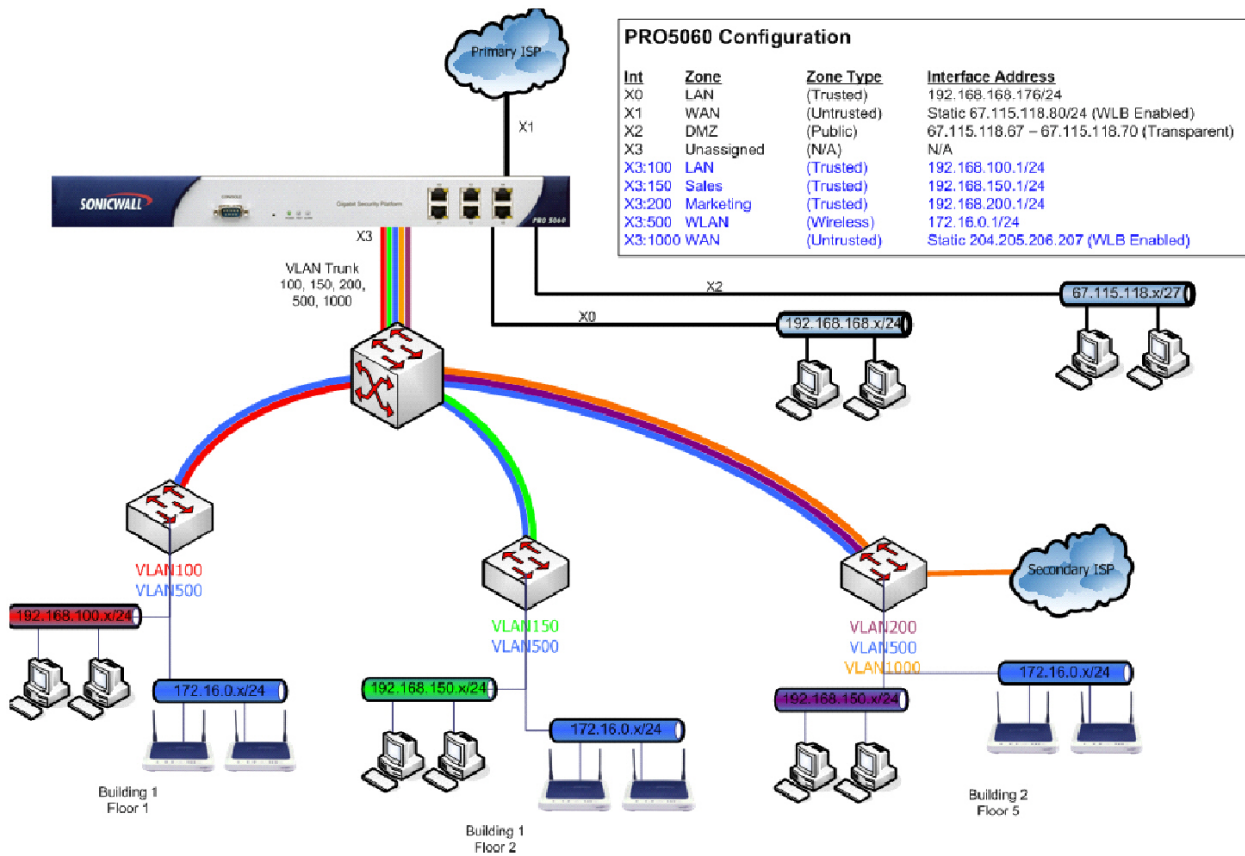 Primary ISP
X1
PRO5060 Configuration
Int Zone Zone Type Interface Address
X0 LAN (Trusted) 192.168.168.176/24
X1 WAN (Untrusted) Static 67.115.118.80/24 (WLB Enabled)
X2 DMZ (Public) 67.115.118.67 – 67.115.118.70 (Transparent)
X3 Unassigned (N/A) N/A
X3:100 LAN (Trusted) 192.168.100.1/24
X3:150 Sales (Trusted) 192.168.150.1/24
X3:200 Marketing (Trusted) 192.168.200.1/24
X3:500 WLAN (Wireless) 172.16.0.1/24
X3:1000 WAN (Untrusted) Static 204.205.206.207 (WLB Enabled)
SONICWALL
CONSOLE
Gigabit Security Platform
PRO 5060
X3
VLAN Trunk
100, 150, 200,
500, 1000
X2
X0
67.115.118.x/27
192.168.168.x/24
VLAN100
VLAN500
192.168.100.x/24
172.16.0.x/24
Building 1
Floor 1
VLAN150
VLAN500
192.168.150.x/24
172.16.0.x/24
Building 1
Floor 2
Secondary ISP
VLAN200
VLAN500
VLAN1000
192.168.150.x/24
172.16.0.x/24
Building 2
Floor 5